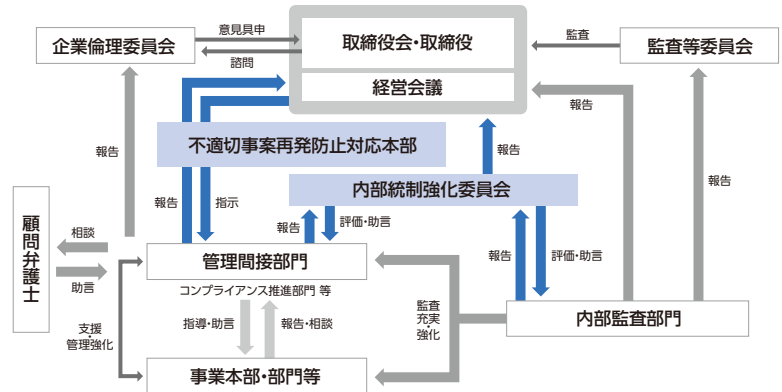 企業倫理委員会
意見具申
諮問
取締役会・取締役
経営会議
監査
監査等委員会
報告
不適切事案再発防止対応本部
報告
報告
報告
内部統制強化委員会
報告
指示
報告
評価・助言
報告
評価・助言
顧問弁護士
相談
助言
管理間接部門
コンプライアンス推進部門 等
支援
・
管理強化
指導・助言
報告・相談
監査
充実
・
強化
内部監査部門
事業本部・部門等